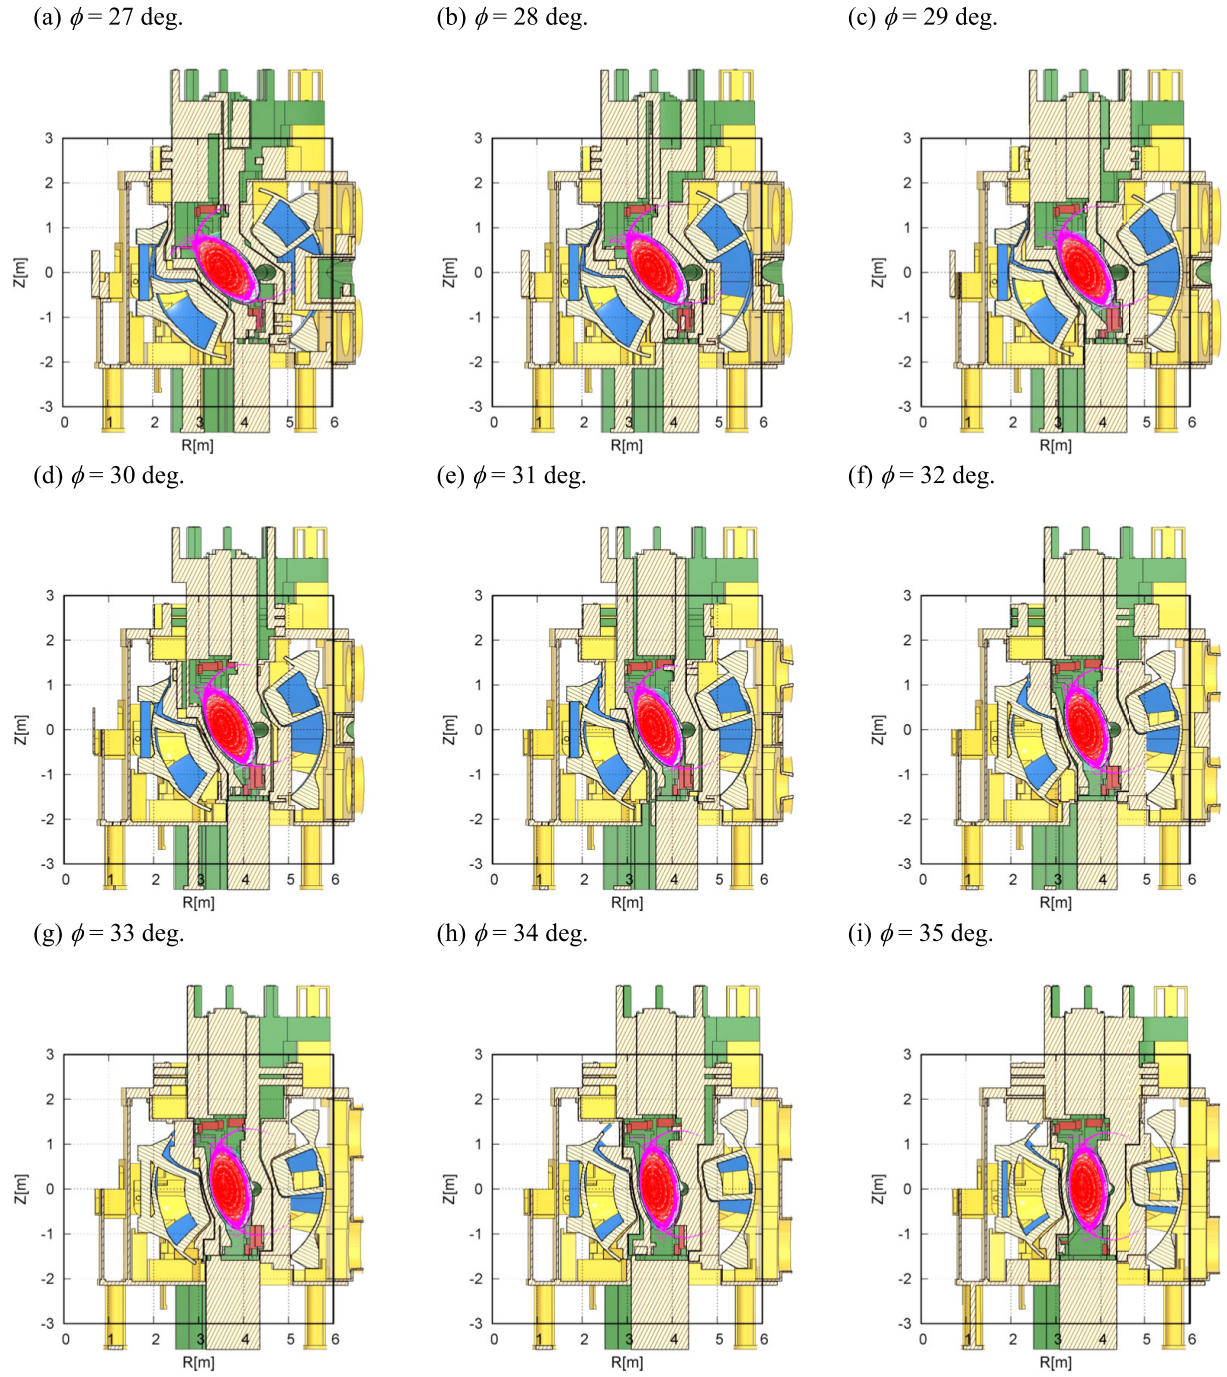 (a) ϕ = 27 deg. (b) ϕ = 28 deg. (c) ϕ = 29 deg.
3 3 3
2 2 2
1 1 1
Z[m] 0 Z[m] 0 Z[m] 0
-1 -1 -1
-2 -2 -2
-3 -3 -3
0 1 2 3 4 5 6 0 1 2 3 4 5 6 0 1 2 3 4 5 6
R[m] R[m] R[m]
(d) ϕ = 30 deg. (e) ϕ = 31 deg. (f) ϕ = 32 deg.
3 3 3
2 2 2
1 1 1
Z[m] 0 Z[m] 0 Z[m] 0
-1 -1 -1
-2 -2 -2
-3 -3 -3
0 1 2 3 4 5 6 0 1 2 3 4 5 6 0 1 2 3 4 5 6
R[m] R[m] R[m]
(g) ϕ = 33 deg. (h) ϕ = 34 deg. (i) ϕ = 35 deg.
3 3 3
2 2 2
1 1 1
Z[m] 0 Z[m] 0 Z[m] 0
-1 -1 -1
-2 -2 -2
-3 -3 -3
0 1 2 3 4 5 6 0 1 2 3 4 5 6 0 1 2 3 4 5 6
R[m] R[m] R[m]